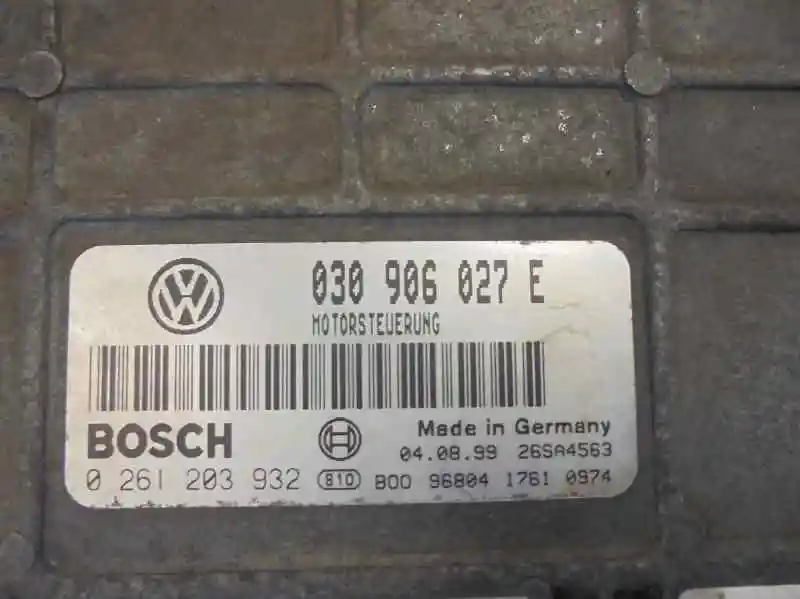 030 906 027 E
MOTORSTEUERUNG
BOSCH
Made in Germany
04.08.99 26SA4563
0 261 203 932 810 B00 96804 1761 0974